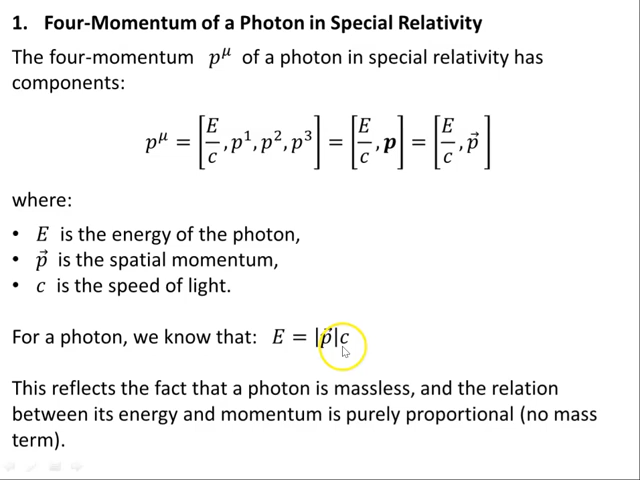 1. Four-Momentum of a Photon in Special Relativity
The four-momentum p^μ of a photon in special relativity has
components:
p^μ = [E/c, p^1, p^2, p^3] = [E/c, 𝒑] = [E/c, p⃗]
where:
• E is the energy of the photon,
• p⃗ is the spatial momentum,
• c is the speed of light.
For a photon, we know that: E = |p⃗|c
This reflects the fact that a photon is massless, and the relation
between its energy and momentum is purely proportional (no mass
term).